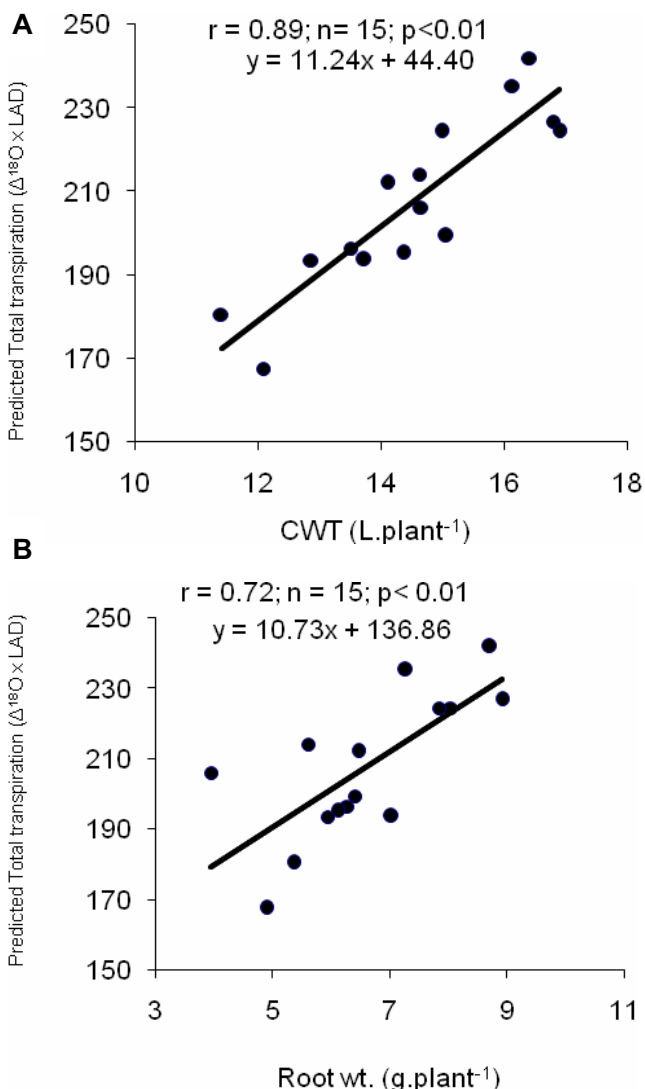 A
r = 0.89; n= 15; p<0.01
y = 11.24x + 44.40
Predicted Total transpiration (Δ¹⁸O x LAD)
250
230
210
190
170
150
10 12 14 16 18
CWT (L.plant⁻¹)
B
r = 0.72; n = 15; p< 0.01
y = 10.73x + 136.86
Predicted Total transpiration (Δ¹⁸O x LAD)
250
230
210
190
170
150
3 5 7 9 11
Root wt. (g.plant⁻¹)